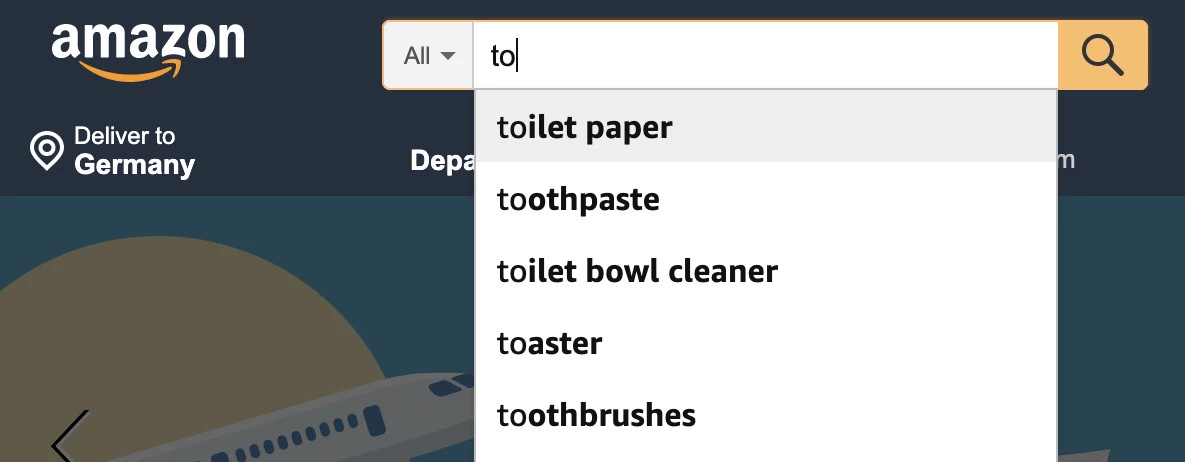 amazon
All
to
Deliver to
Germany
Depa
m
toilet paper
toothpaste
toilet bowl cleaner
toaster
toothbrushes